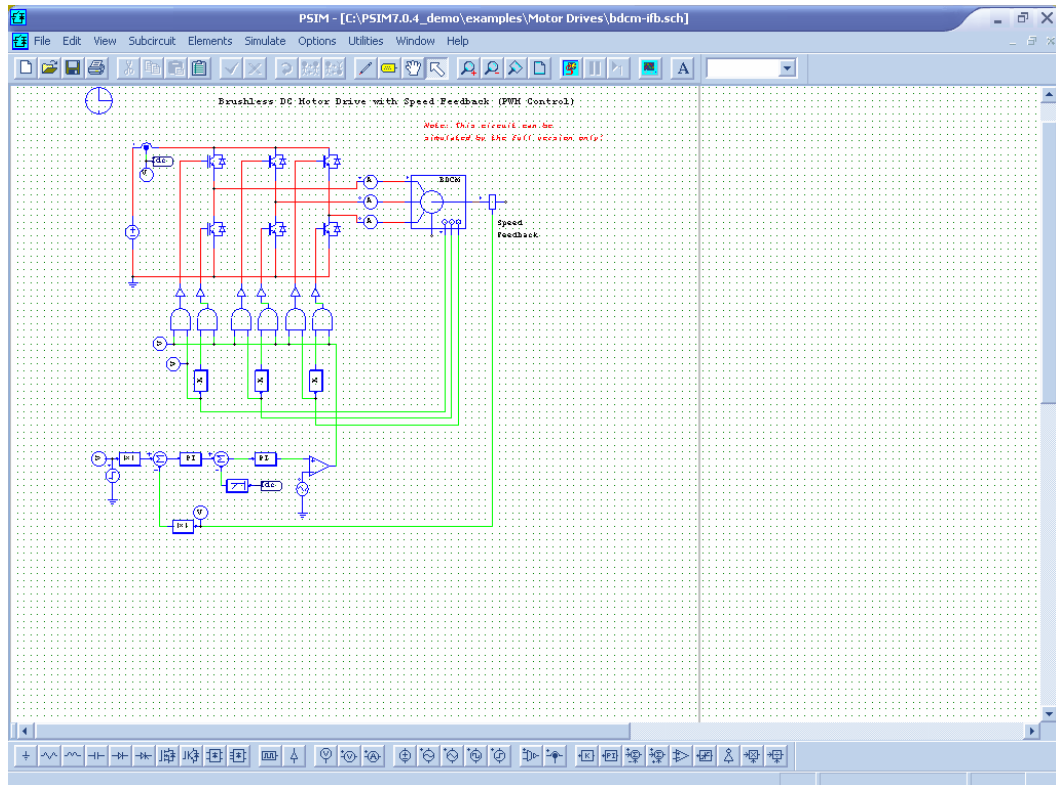 PSIM - [C:\PSIM7.0.4_demo\examples\Motor Drives\bdcm-ifb.sch]
File Edit View Subcircuit Elements Simulate Options Utilities Window Help
A
Brushless DC Motor Drive with Speed Feedback (PWM Control)
Note: This circuit can be
simulated by the Full version only!
V
A
BDCM
A
A
Speed
Feedback
V
V
V
PI
PI
V
K
PI